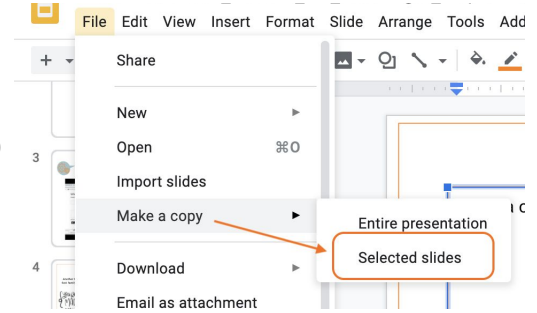 File Edit View Insert Format Slide Arrange Tools Add
Share
New
Open ⌘O
3
Import slides
Make a copy
Entire presentation
Selected slides
4
Download
Email as attachment